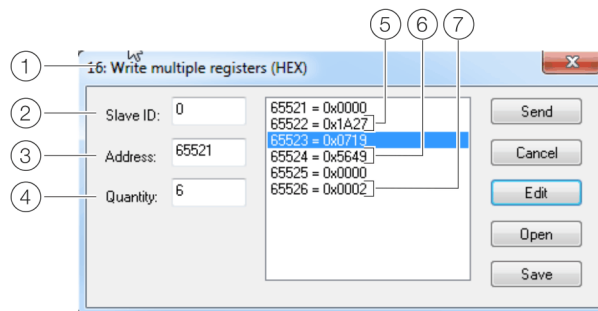 5 6 7
1 16: Write multiple registers (HEX)
2 Slave ID: 0
3 Address: 65521
4 Quantity: 6
65521 = 0x0000
65522 = 0x1A27
65523 = 0x0719
65524 = 0x5649
65525 = 0x0000
65526 = 0x0002
Send
Cancel
Edit
Open
Save